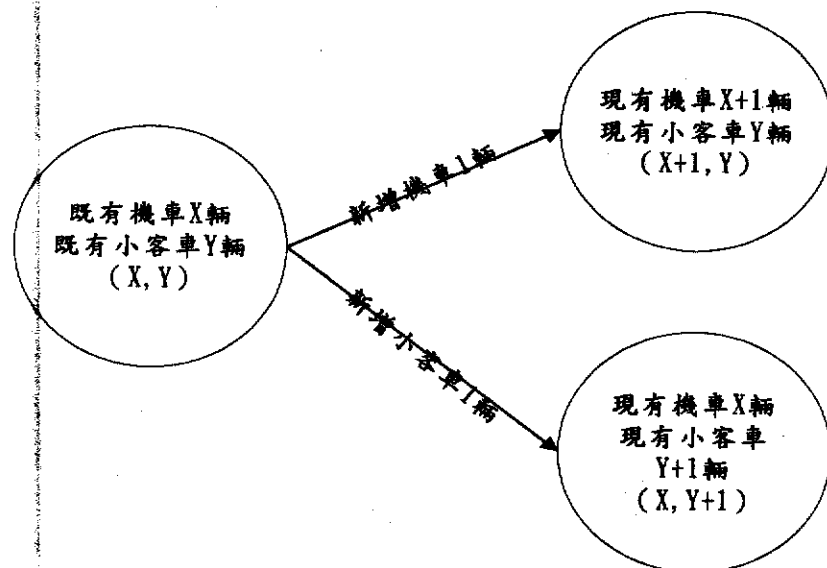 既有機車X輛
既有小客車Y輛
(X,Y)
新增機車1輛
新增小客車1輛
現有機車X+1輛
現有小客車Y輛
(X+1,Y)
現有機車X輛
現有小客車
Y+1輛
(X,Y+1)